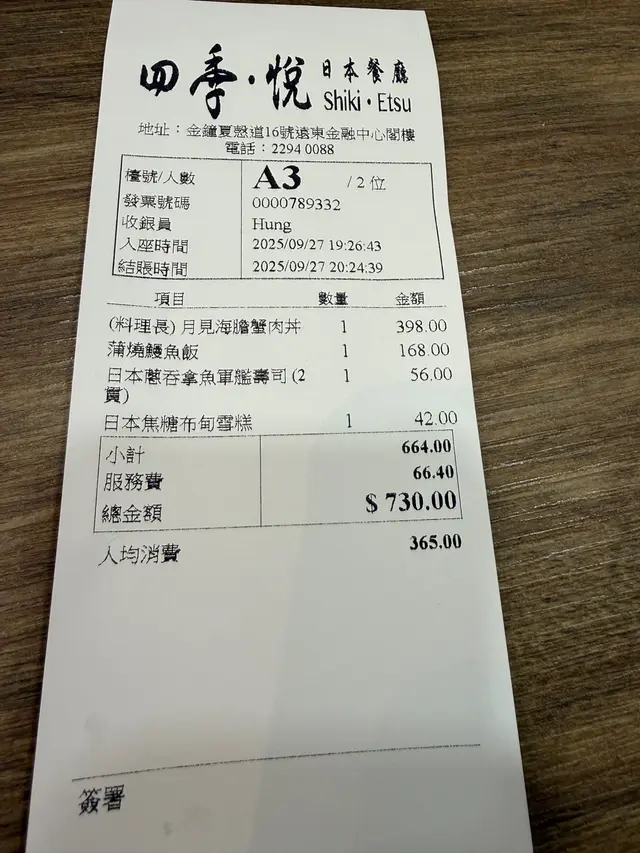 四季·悅 日本餐廳
Shiki·Etsu
地址：金鐘夏慤道16號遠東金融中心閣樓
電話：2294 0088
檯號/人數 A3 /2 位
發票號碼 0000789332
收銀員 Hung
入座時間 2025/09/27 19:26:43
結賬時間 2025/09/27 20:24:39
項目 數量 金額
(料理長) 月見海膽蟹肉丼 1 398.00
蒲燒鰻魚飯 1 168.00
日本蔥吞拿魚軍艦壽司 (2 1 56.00
貫)
日本焦糖布甸雪糕 1 42.00
小計 664.00
服務費 66.40
總金額 $ 730.00
人均消費 365.00
簽署